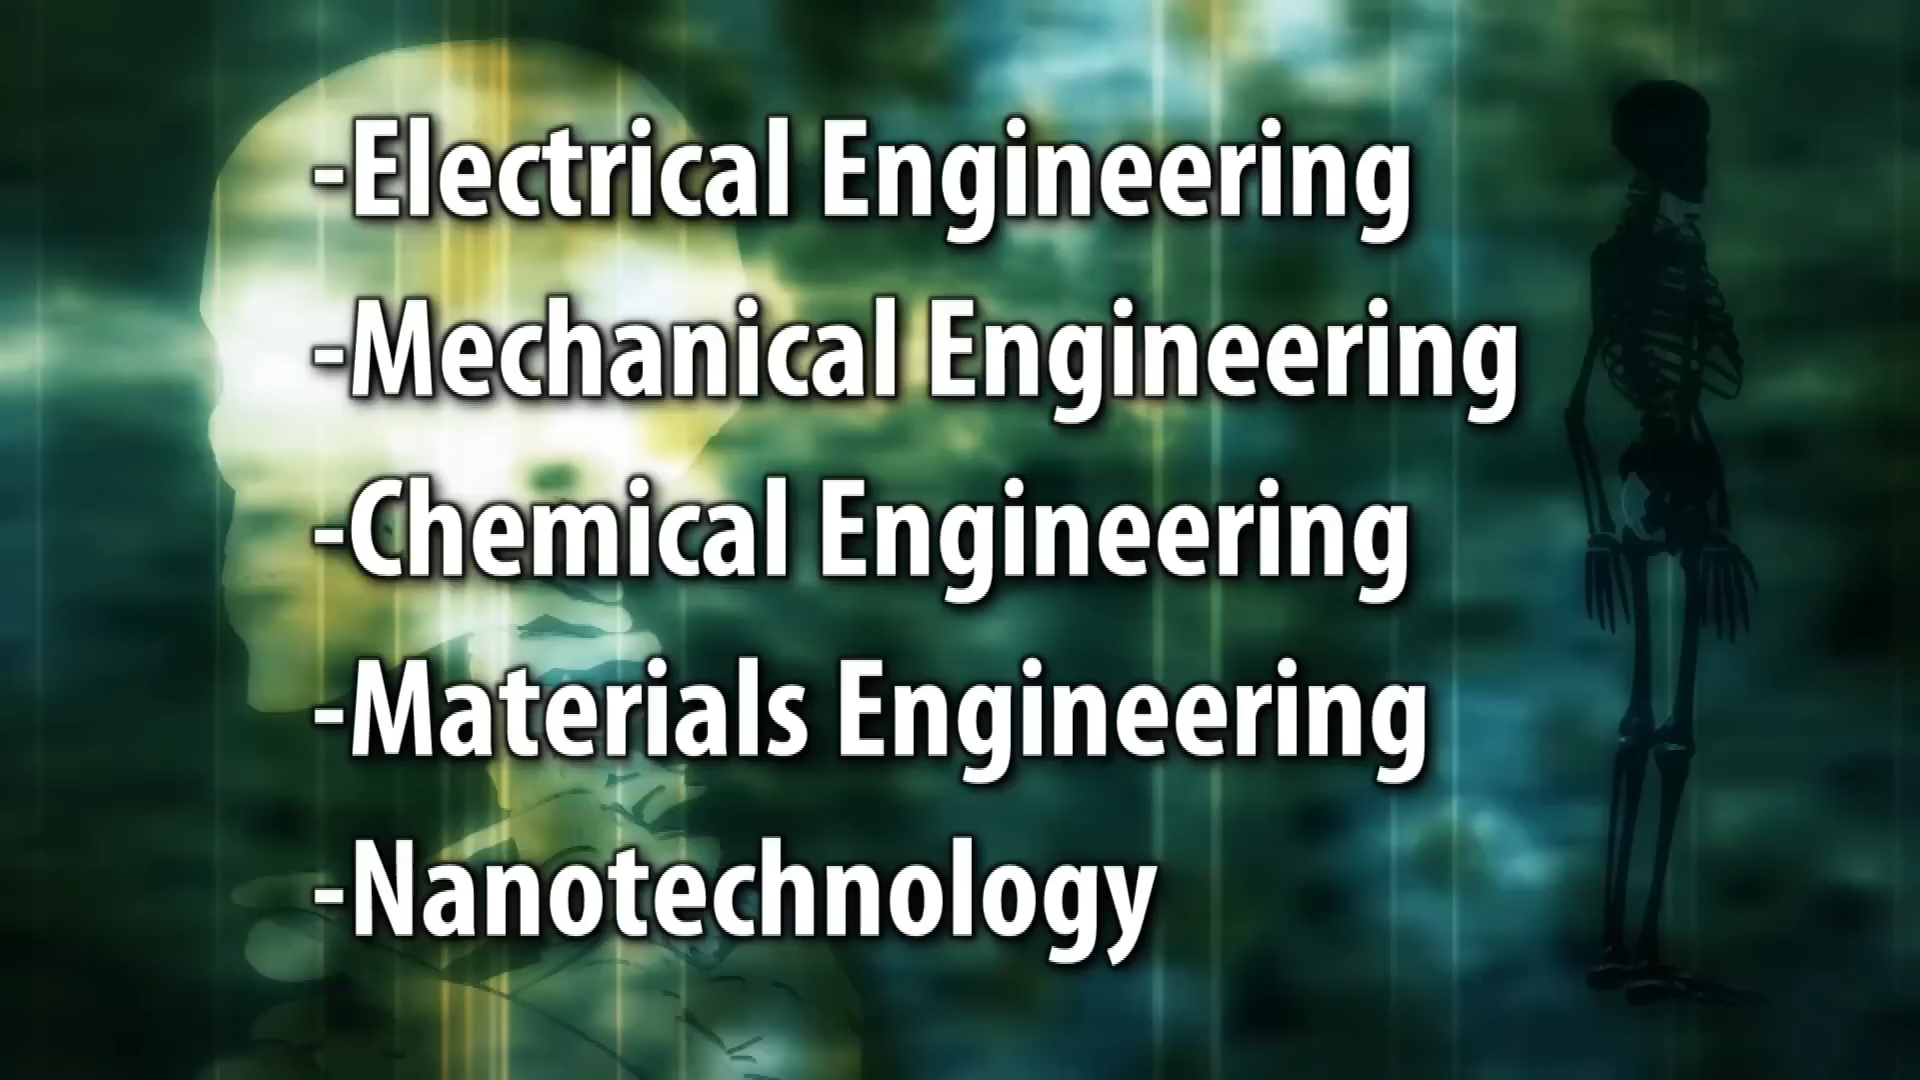 -Electrical Engineering
-Mechanical Engineering
-Chemical Engineering
-Materials Engineering
-Nanotechnology